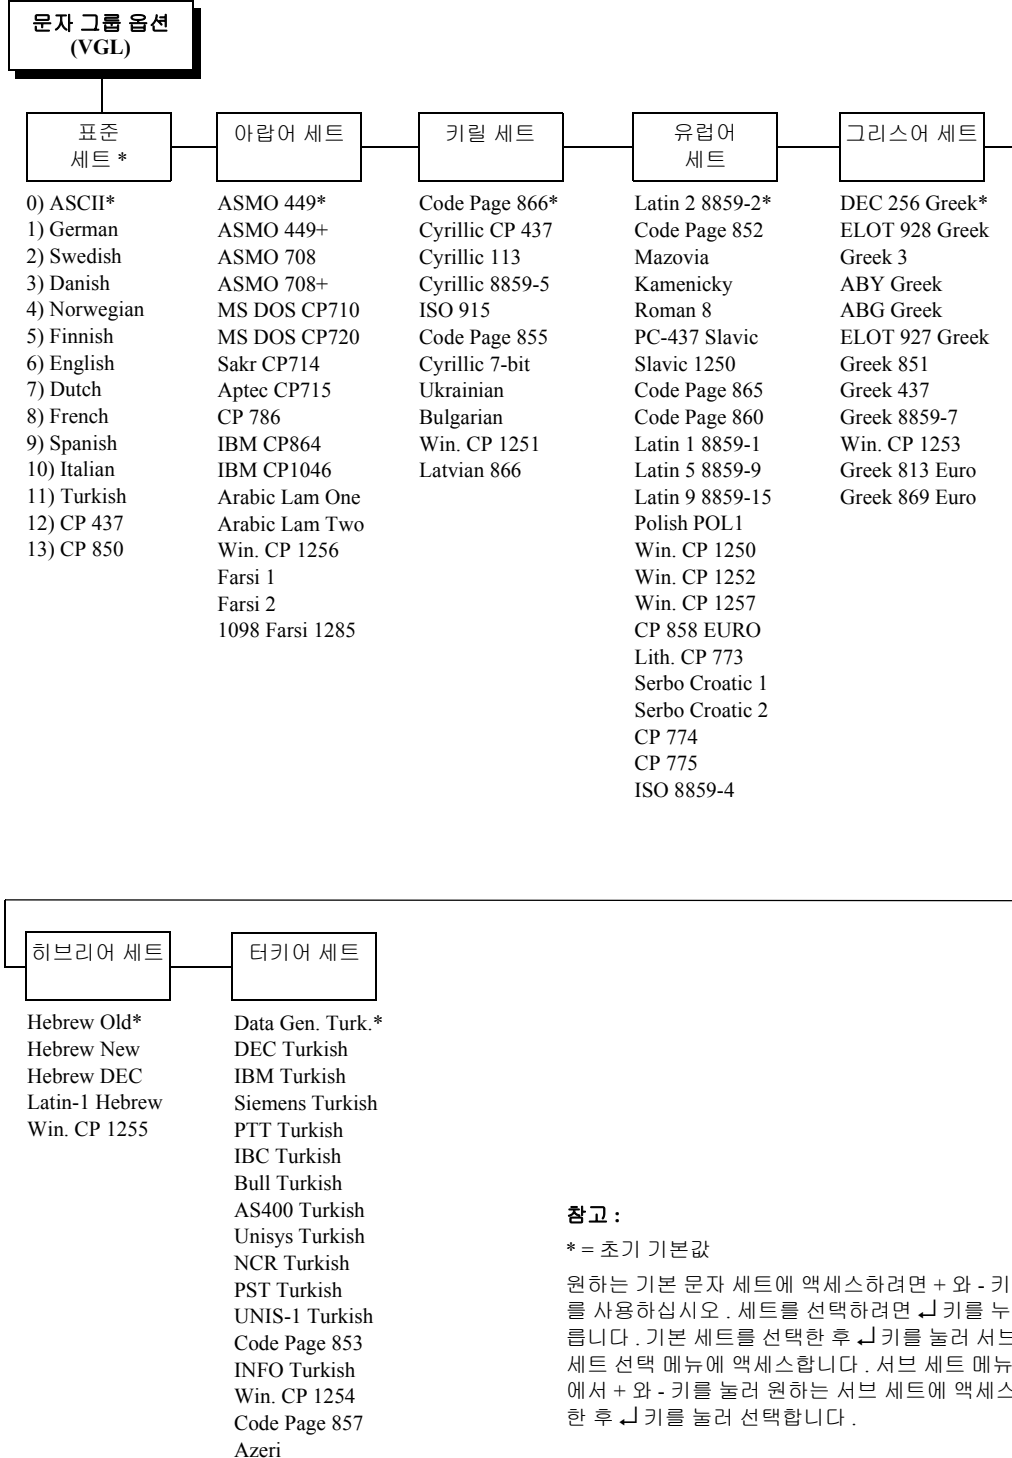 문자 그룹 옵션
(VGL)
표준
세트 *
0) ASCII*
1) German
2) Swedish
3) Danish
4) Norwegian
5) Finnish
6) English
7) Dutch
8) French
9) Spanish
10) Italian
11) Turkish
12) CP 437
13) CP 850
아랍어 세트
ASMO 449*
ASMO 449+
ASMO 708
ASMO 708+
MS DOS CP710
MS DOS CP720
Sakr CP714
Aptec CP715
CP 786
IBM CP864
IBM CP1046
Arabic Lam One
Arabic Lam Two
Win. CP 1256
Farsi 1
Farsi 2
1098 Farsi 1285
키릴 세트
Code Page 866*
Cyrillic CP 437
Cyrillic 113
Cyrillic 8859-5
ISO 915
Code Page 855
Cyrillic 7-bit
Ukrainian
Bulgarian
Win. CP 1251
Latvian 866
유럽어
세트
Latin 2 8859-2*
Code Page 852
Mazovia
Kamenicky
Roman 8
PC-437 Slavic
Slavic 1250
Code Page 865
Code Page 860
Latin 1 8859-1
Latin 5 8859-9
Latin 9 8859-15
Polish POL1
Win. CP 1250
Win. CP 1252
Win. CP 1257
CP 858 EURO
Lith. CP 773
Serbo Croatic 1
Serbo Croatic 2
CP 774
CP 775
ISO 8859-4
그리스어 세트
DEC 256 Greek*
ELOT 928 Greek
Greek 3
ABY Greek
ABG Greek
ELOT 927 Greek
Greek 851
Greek 437
Greek 8859-7
Win. CP 1253
Greek 813 Euro
Greek 869 Euro
히브리어 세트
Hebrew Old*
Hebrew New
Hebrew DEC
Latin-1 Hebrew
Win. CP 1255
터키어 세트
Data Gen. Turk.*
DEC Turkish
IBM Turkish
Siemens Turkish
PTT Turkish
IBC Turkish
Bull Turkish
AS400 Turkish
Unisys Turkish
NCR Turkish
PST Turkish
UNIS-1 Turkish
Code Page 853
INFO Turkish
Win. CP 1254
Code Page 857
Azeri
참고 :
* = 초기 기본값
원하는 기본 문자 세트에 액세스하려면 + 와 - 키
를 사용하십시오 . 세트를 선택하려면 ↵ 키를 누
릅니다 . 기본 세트를 선택한 후 ↵ 키를 눌러 서브
세트 선택 메뉴에 액세스합니다 . 서브 세트 메뉴
에서 + 와 - 키를 눌러 원하는 서브 세트에 액세스
한 후 ↵ 키를 눌러 선택합니다 .